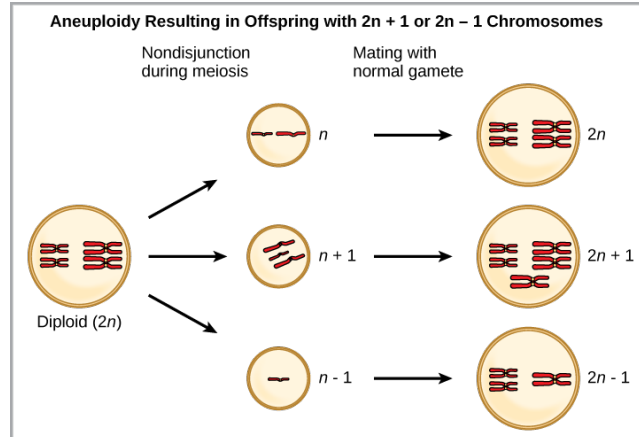 Aneuploidy Resulting in Offspring with 2n + 1 or 2n – 1 Chromosomes
Nondisjunction
during meiosis
Mating with
normal gamete
n
2n
n + 1
2n + 1
Diploid (2n)
n - 1
2n - 1